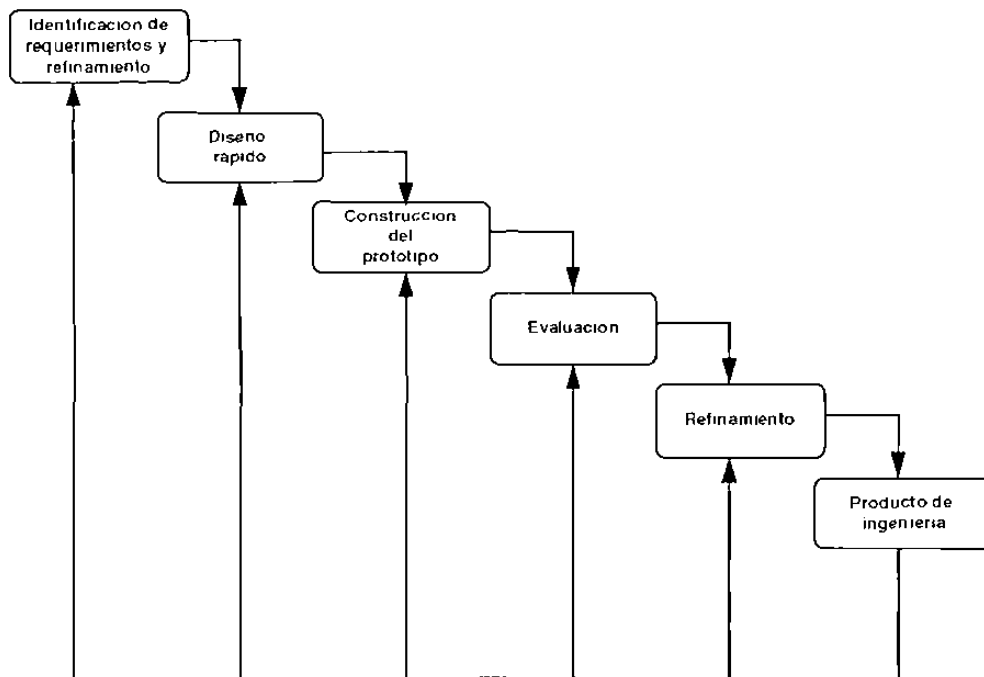 Identificacion de
requerimientos y
refinamiento
Diseno
rapido
Construccion
del
prototipo
Evaluacion
Refinamiento
Producto de
ingenieria